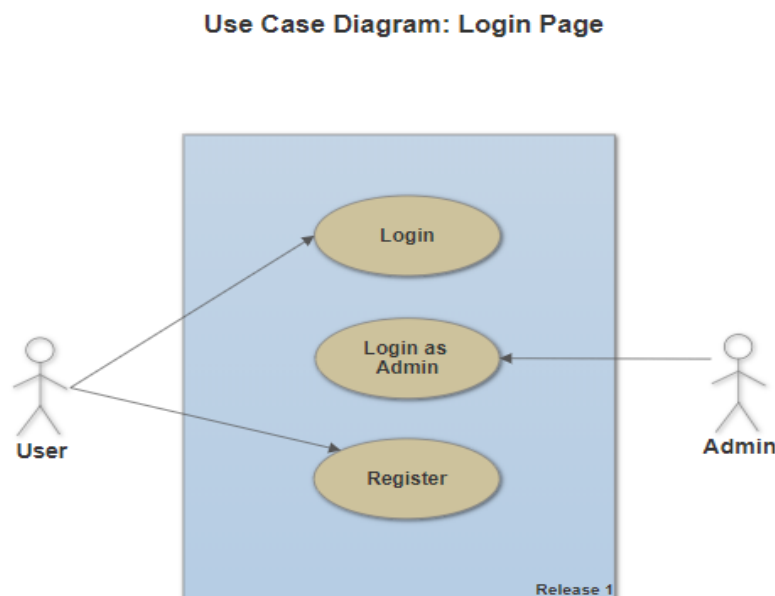 Use Case Diagram: Login Page
Login
Login as
Admin
Register
User
Admin
Release 1